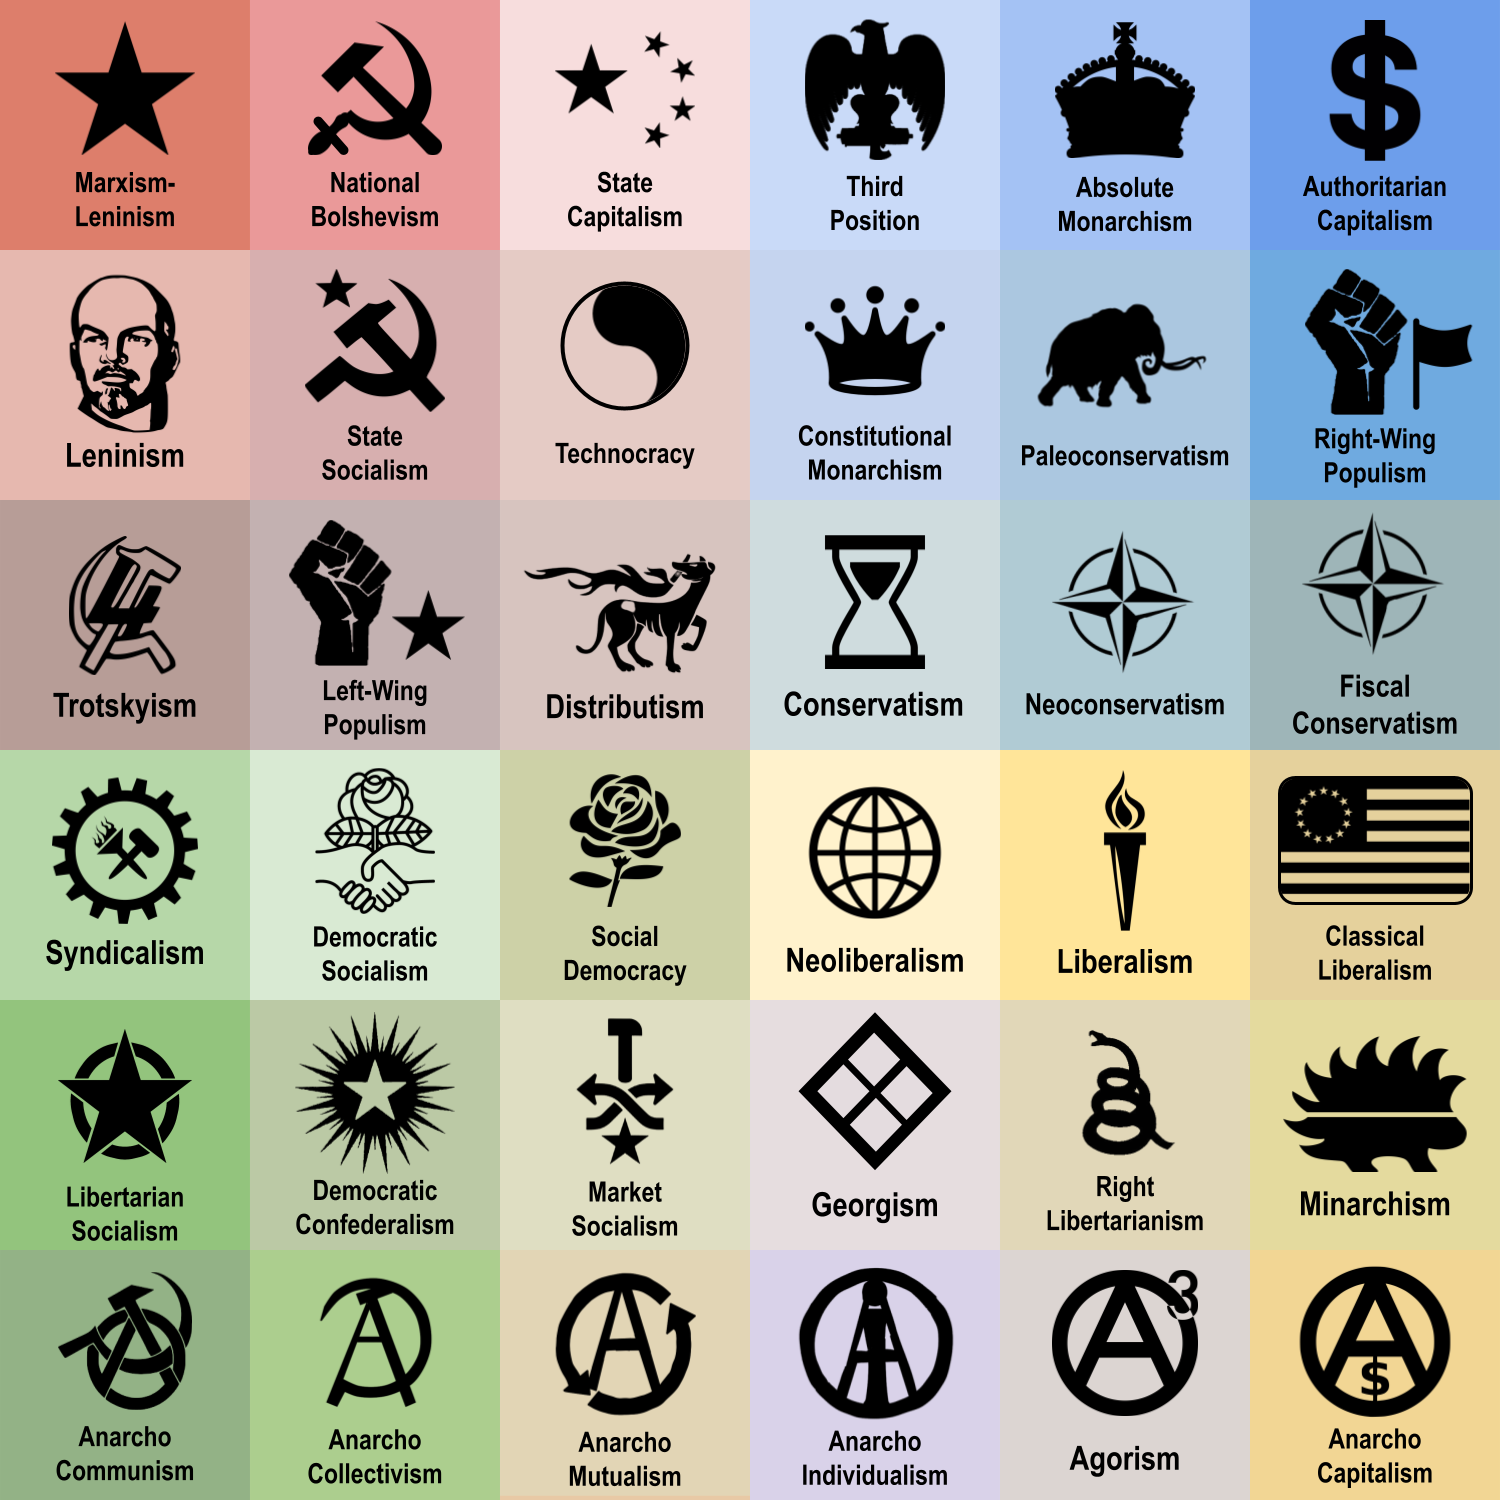 Marxism-
Leninism
National
Bolshevism
State
Capitalism
Third
Position
Absolute
Monarchism
$
Authoritarian
Capitalism
Leninism
State
Socialism
Technocracy
Constitutional
Monarchism
Paleoconservatism
Right-Wing
Populism
Trotskyism
Left-Wing
Populism
Distributism
Conservatism
Neoconservatism
Fiscal
Conservatism
Syndicalism
Democratic
Socialism
Social
Democracy
Neoliberalism
Liberalism
Classical
Liberalism
Libertarian
Socialism
Democratic
Confederalism
Market
Socialism
Georgism
Right
Libertarianism
Minarchism
Anarcho
Communism
Anarcho
Collectivism
Anarcho
Mutualism
Anarcho
Individualism
A3
Agorism
A
$
Anarcho
Capitalism